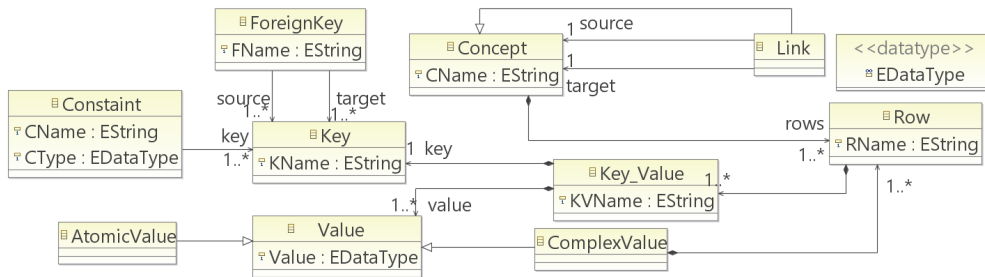 ForeignKey
FName : EString
source
1..*
target
1..*
Concept
CName : EString
1
source
1
target
Link
<<datatype>>
EDataType
Constaint
CName : EString
CType : EDataType
key
1..*
Key
KName : EString
1 key
rows
1..*
Row
RName : EString
1..*
1..*
Key_Value
KVName : EString
1..* value
AtomicValue
Value
Value : EDataType
ComplexValue